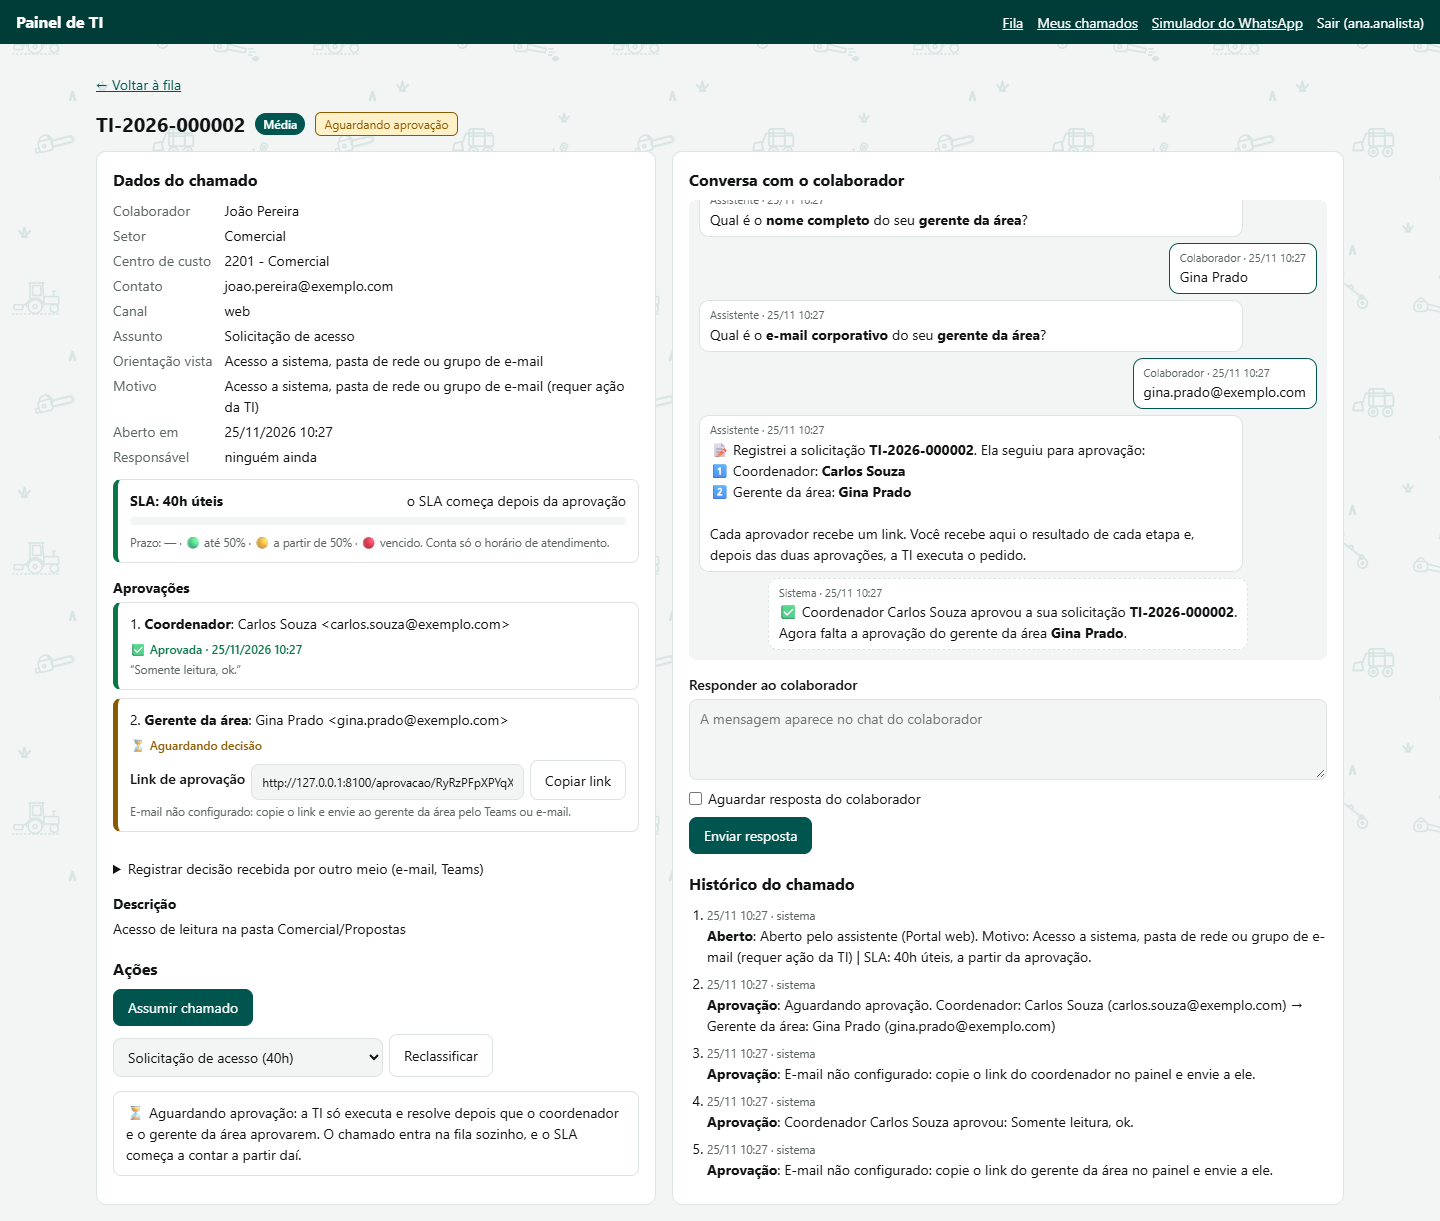 Painel de TI
Fila Meus chamados Simulador do WhatsApp Sair (ana.analista)
← Voltar à fila
TI-2026-000002 Média Aguardando aprovação
Dados do chamado
Colaborador João Pereira
Setor Comercial
Centro de custo 2201 - Comercial
Contato joao.pereira@exemplo.com
Canal web
Assunto Solicitação de acesso
Orientação vista Acesso a sistema, pasta de rede ou grupo de e-mail
Motivo Acesso a sistema, pasta de rede ou grupo de e-mail (requer ação
da TI)
Aberto em 25/11/2026 10:27
Responsável ninguém ainda
SLA: 40h úteis o SLA começa depois da aprovação
Prazo: — · 🟢 até 50% · 🟡 a partir de 50% · 🔴 vencido. Conta só o horário de atendimento.
Aprovações
1. Coordenador: Carlos Souza <carlos.souza@exemplo.com>
✅ Aprovada · 25/11/2026 10:27
“Somente leitura, ok.”
2. Gerente da área: Gina Prado <gina.prado@exemplo.com>
⏳ Aguardando decisão
Link de aprovação http://127.0.0.1:8100/aprovacao/RyRzPFpXPYqX Copiar link
E-mail não configurado: copie o link e envie ao gerente da área pelo Teams ou e-mail.
▶ Registrar decisão recebida por outro meio (e-mail, Teams)
Descrição
Acesso de leitura na pasta Comercial/Propostas
Ações
Assumir chamado
Solicitação de acesso (40h) Reclassificar
⏳ Aguardando aprovação: a TI só executa e resolve depois que o coordenador
e o gerente da área aprovarem. O chamado entra na fila sozinho, e o SLA
começa a contar a partir daí.
Conversa com o colaborador
Assistente · 25/11 10:27
Qual é o nome completo do seu gerente da área?
Colaborador · 25/11 10:27
Gina Prado
Assistente · 25/11 10:27
Qual é o e-mail corporativo do seu gerente da área?
Colaborador · 25/11 10:27
gina.prado@exemplo.com
Assistente · 25/11 10:27
📝 Registrei a solicitação TI-2026-000002. Ela seguiu para aprovação:
1️⃣ Coordenador: Carlos Souza
2️⃣ Gerente da área: Gina Prado
Cada aprovador recebe um link. Você recebe aqui o resultado de cada etapa e,
depois das duas aprovações, a TI executa o pedido.
Sistema · 25/11 10:27
✅ Coordenador Carlos Souza aprovou a sua solicitação TI-2026-000002.
Agora falta a aprovação do gerente da área Gina Prado.
Responder ao colaborador
A mensagem aparece no chat do colaborador
Aguardar resposta do colaborador
Enviar resposta
Histórico do chamado
1. 25/11 10:27 · sistema
Aberto: Aberto pelo assistente (Portal web). Motivo: Acesso a sistema, pasta de rede ou grupo de e-
mail (requer ação da TI) | SLA: 40h úteis, a partir da aprovação.
2. 25/11 10:27 · sistema
Aprovação: Aguardando aprovação. Coordenador: Carlos Souza (carlos.souza@exemplo.com) →
Gerente da área: Gina Prado (gina.prado@exemplo.com)
3. 25/11 10:27 · sistema
Aprovação: E-mail não configurado: copie o link do coordenador no painel e envie a ele.
4. 25/11 10:27 · sistema
Aprovação: Coordenador Carlos Souza aprovou: Somente leitura, ok.
5. 25/11 10:27 · sistema
Aprovação: E-mail não configurado: copie o link do gerente da área no painel e envie a ele.